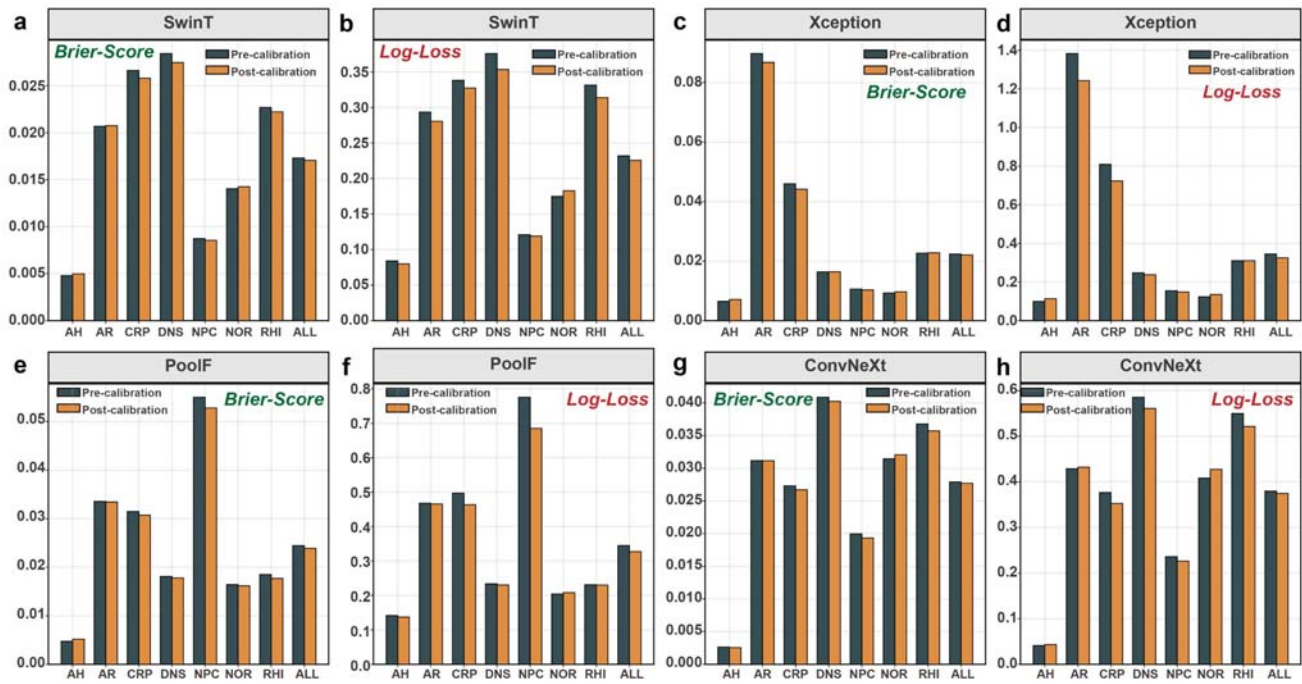 a
SwinT
Brier-Score
Pre-calibration
Post-calibration
0.025
0.020
0.015
0.010
0.005
0.000
AH AR CRP DNS NPC NOR RHI ALL
b
SwinT
Log-Loss
Pre-calibration
Post-calibration
0.35
0.30
0.25
0.20
0.15
0.10
0.05
0.00
AH AR CRP DNS NPC NOR RHI ALL
c
Xception
Pre-calibration
Post-calibration
Brier-Score
0.08
0.06
0.04
0.02
0.00
AH AR CRP DNS NPC NOR RHI ALL
d
Xception
Pre-calibration
Post-calibration
Log-Loss
1.4
1.2
1.0
0.8
0.6
0.4
0.2
0.0
AH AR CRP DNS NPC NOR RHI ALL
e
PoolF
Pre-calibration
Post-calibration
Brier-Score
0.05
0.04
0.03
0.02
0.01
0.00
AH AR CRP DNS NPC NOR RHI ALL
f
PoolF
Pre-calibration
Post-calibration
Log-Loss
0.8
0.7
0.6
0.5
0.4
0.3
0.2
0.1
0.0
AH AR CRP DNS NPC NOR RHI ALL
g
ConvNeXt
Brier-Score
Pre-calibration
Post-calibration
0.040
0.035
0.030
0.025
0.020
0.015
0.010
0.005
0.000
AH AR CRP DNS NPC NOR RHI ALL
h
ConvNeXt
Pre-calibration
Post-calibration
Log-Loss
0.6
0.5
0.4
0.3
0.2
0.1
0.0
AH AR CRP DNS NPC NOR RHI ALL